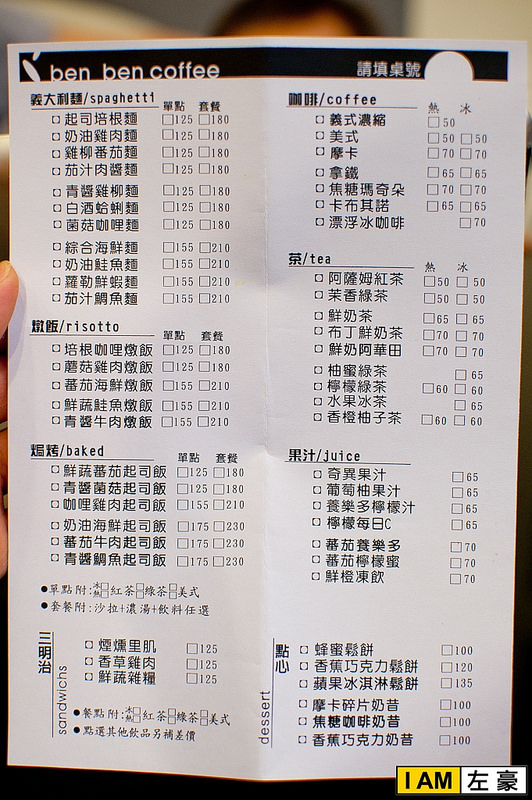 ben ben coffee
請填桌號
義大利麵/spaghetti 單點 套餐
起司培根麵 □125 □180
奶油雞肉麵 □125 □180
雞柳番茄麵 □125 □180
茄汁肉醬麵 □125 □180
青醬雞柳麵 □125 □180
白酒蛤蜊麵 □125 □180
菌菇咖哩麵 □125 □180
綜合海鮮麵 □155 □210
奶油鮭魚麵 □155 □210
蘿勒鮮蝦麵 □155 □210
茄汁鯛魚麵 □155 □210
燉飯/risotto 單點 套餐
培根咖哩燉飯 □125 □180
蘑菇雞肉燉飯 □125 □180
番茄海鮮燉飯 □155 □210
鮮蔬鮭魚燉飯 □155 □210
青醬牛肉燉飯 □155 □210
焗烤/baked 單點 套餐
鮮蔬番茄起司飯 □125 □180
青醬菌菇起司飯 □125 □180
咖哩雞肉起司飯 □155 □210
奶油海鮮起司飯 □175 □230
番茄牛肉起司飯 □175 □230
青醬鯛魚起司飯 □175 □230
●單點附:冰□熱□紅茶□□綠茶□□美式
●套餐附:沙拉+濃湯+飲料任選
三明治
sandwichs
煙燻里肌 □125
香草雞肉 □125
鮮蔬雜糧 □125
●餐點附:冰□熱□紅茶□□綠茶□□美式
●點選其他飲品另補差價
咖啡/coffee 熱 冰
義式濃縮 □50
美式 □50 □50
摩卡 □70 □70
拿鐵 □65 □65
焦糖瑪奇朵 □70 □70
卡布其諾 □65 □65
漂浮冰咖啡 □70
茶/tea 熱 冰
阿薩姆紅茶 □50 □50
茉香綠茶 □50 □50
鮮奶茶 □65 □65
布丁鮮奶茶 □70 □70
鮮奶阿華田 □70 □70
柚蜜綠茶 □65
檸檬綠茶 □60 □60
水果冰茶 □65
香橙柚子茶 □60 □60
果汁/juice
奇異果汁 □65
葡萄柚果汁 □65
養樂多檸檬汁 □65
檸檬每日C □65
蕃茄養樂多 □70
蕃茄檸檬蜜 □70
鮮橙凍飲 □70
點心
dessert
蜂蜜鬆餅 □100
香蕉巧克力鬆餅 □120
蘋果冰淇淋鬆餅 □135
摩卡碎片奶昔 □100
焦糖咖啡奶昔 □100
香蕉巧克力奶昔 □100
I AM 左豪